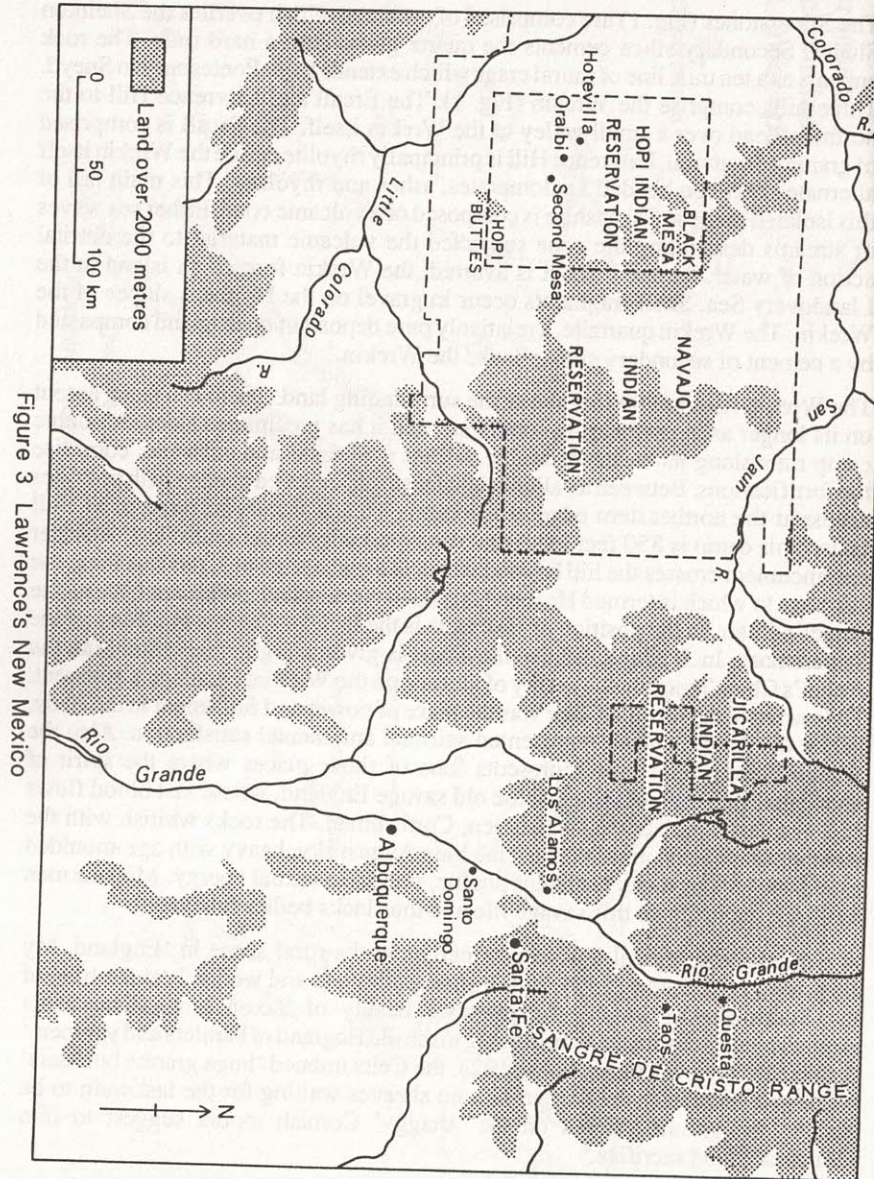 Colorado R.
San Jaun R.
BLACK
MESA
HOPI INDIAN
RESERVATION
Hotevilla
Oraibi
Second Mesa
HOPI
BUTTES
NAVAJO
INDIAN
RESERVATION
JICARILLA
INDIAN
RESERVATION
Rio Grande
Questa
Taos
SANGRE DE CRISTO RANGE
Los Alamos
Santa Fe
Santo
Domingo
Albuquerque
Little Colorado R.
Rio Grande
N
Land over 2000 metres
0 50 100 km
Figure 3 Lawrence's New Mexico